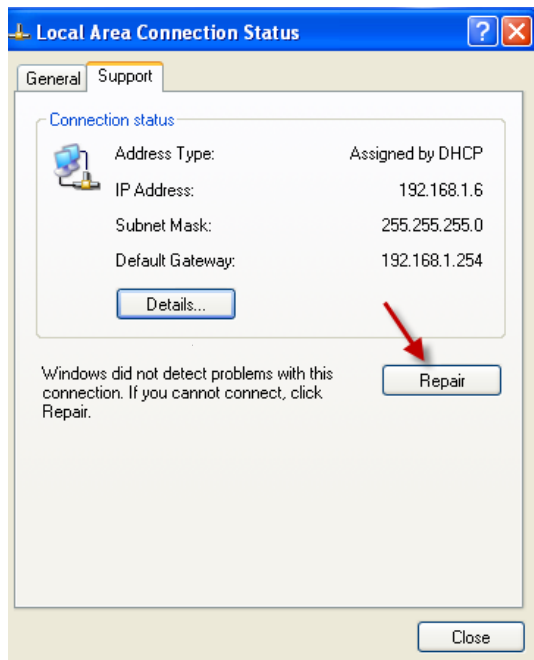 Local Area Connection Status
?
X
General Support
Connection status
Address Type: Assigned by DHCP
IP Address: 192.168.1.6
Subnet Mask: 255.255.255.0
Default Gateway: 192.168.1.254
Details...
Windows did not detect problems with this
connection. If you cannot connect, click
Repair.
Repair
Close